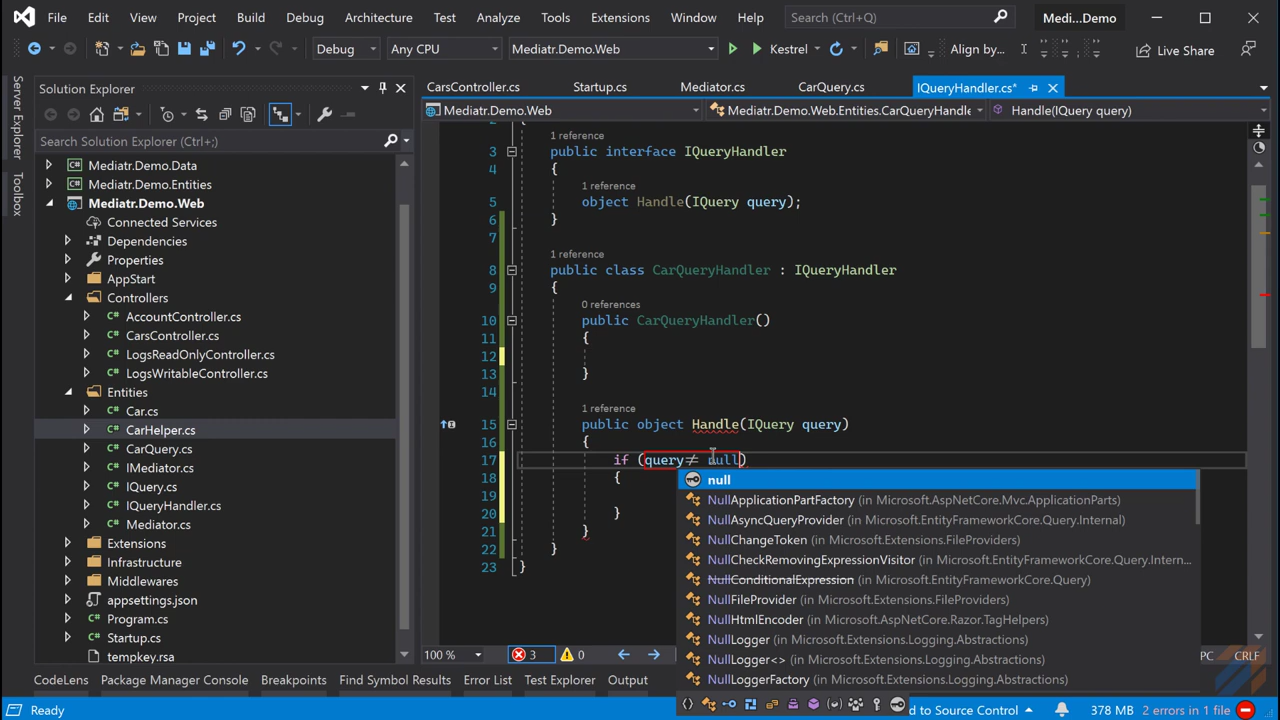 File Edit View Project Build Debug Architecture Test Analyze Tools Extensions Window Help Search (Ctrl+Q) Medi...Demo
Debug Any CPU Mediatr.Demo.Web Kestrel Align by... Live Share
Server Explorer
Toolbox
Solution Explorer
Search Solution Explorer (Ctrl+;)
Mediatr.Demo.Data
Mediatr.Demo.Entities
Mediatr.Demo.Web
Connected Services
Dependencies
Properties
AppStart
Controllers
C# AccountController.cs
C# CarsController.cs
C# LogsReadOnlyController.cs
C# LogsWritableController.cs
Entities
C# Car.cs
C# CarHelper.cs
C# CarQuery.cs
C# IMediator.cs
C# IQuery.cs
C# IQueryHandler.cs
C# Mediator.cs
Extensions
Infrastructure
Middlewares
appsettings.json
C# Program.cs
C# Startup.cs
tempkey.rsa
CarsController.cs Startup.cs Mediator.cs CarQuery.cs IQueryHandler.cs*
Mediatr.Demo.Web Mediatr.Demo.Web.Entities.CarQueryHandle Handle(IQuery query)
1 reference
3 public interface IQueryHandler
4 {
1 reference
5 object Handle(IQuery query);
6 }
7
1 reference
8 public class CarQueryHandler : IQueryHandler
9 {
0 references
10 public CarQueryHandler()
11 {
12
13 }
14
1 reference
15 public object Handle(IQuery query)
16 {
17 if (query≠ null)
18 {
19
20 }
21 }
22 }
23 }
null
NullApplicationPartFactory (in Microsoft.AspNetCore.Mvc.ApplicationParts)
NullAsyncQueryProvider (in Microsoft.EntityFrameworkCore.Query.Internal)
NullChangeToken (in Microsoft.Extensions.FileProviders)
NullCheckRemovingExpressionVisitor (in Microsoft.EntityFrameworkCore.Query.Intern...
NullConditionalExpression (in Microsoft.EntityFrameworkCore.Query)
NullFileProvider (in Microsoft.Extensions.FileProviders)
NullHtmlEncoder (in Microsoft.AspNetCore.Razor.TagHelpers)
NullLogger (in Microsoft.Extensions.Logging.Abstractions)
NullLogger<> (in Microsoft.Extensions.Logging.Abstractions)
NullLoggerFactory (in Microsoft.Extensions.Logging.Abstractions)
100 % 3 0 PC CRLF
CodeLens Package Manager Console Breakpoints Find Symbol Results Error List Test Explorer Output
Ready d to Source Control 378 MB 2 errors in 1 file